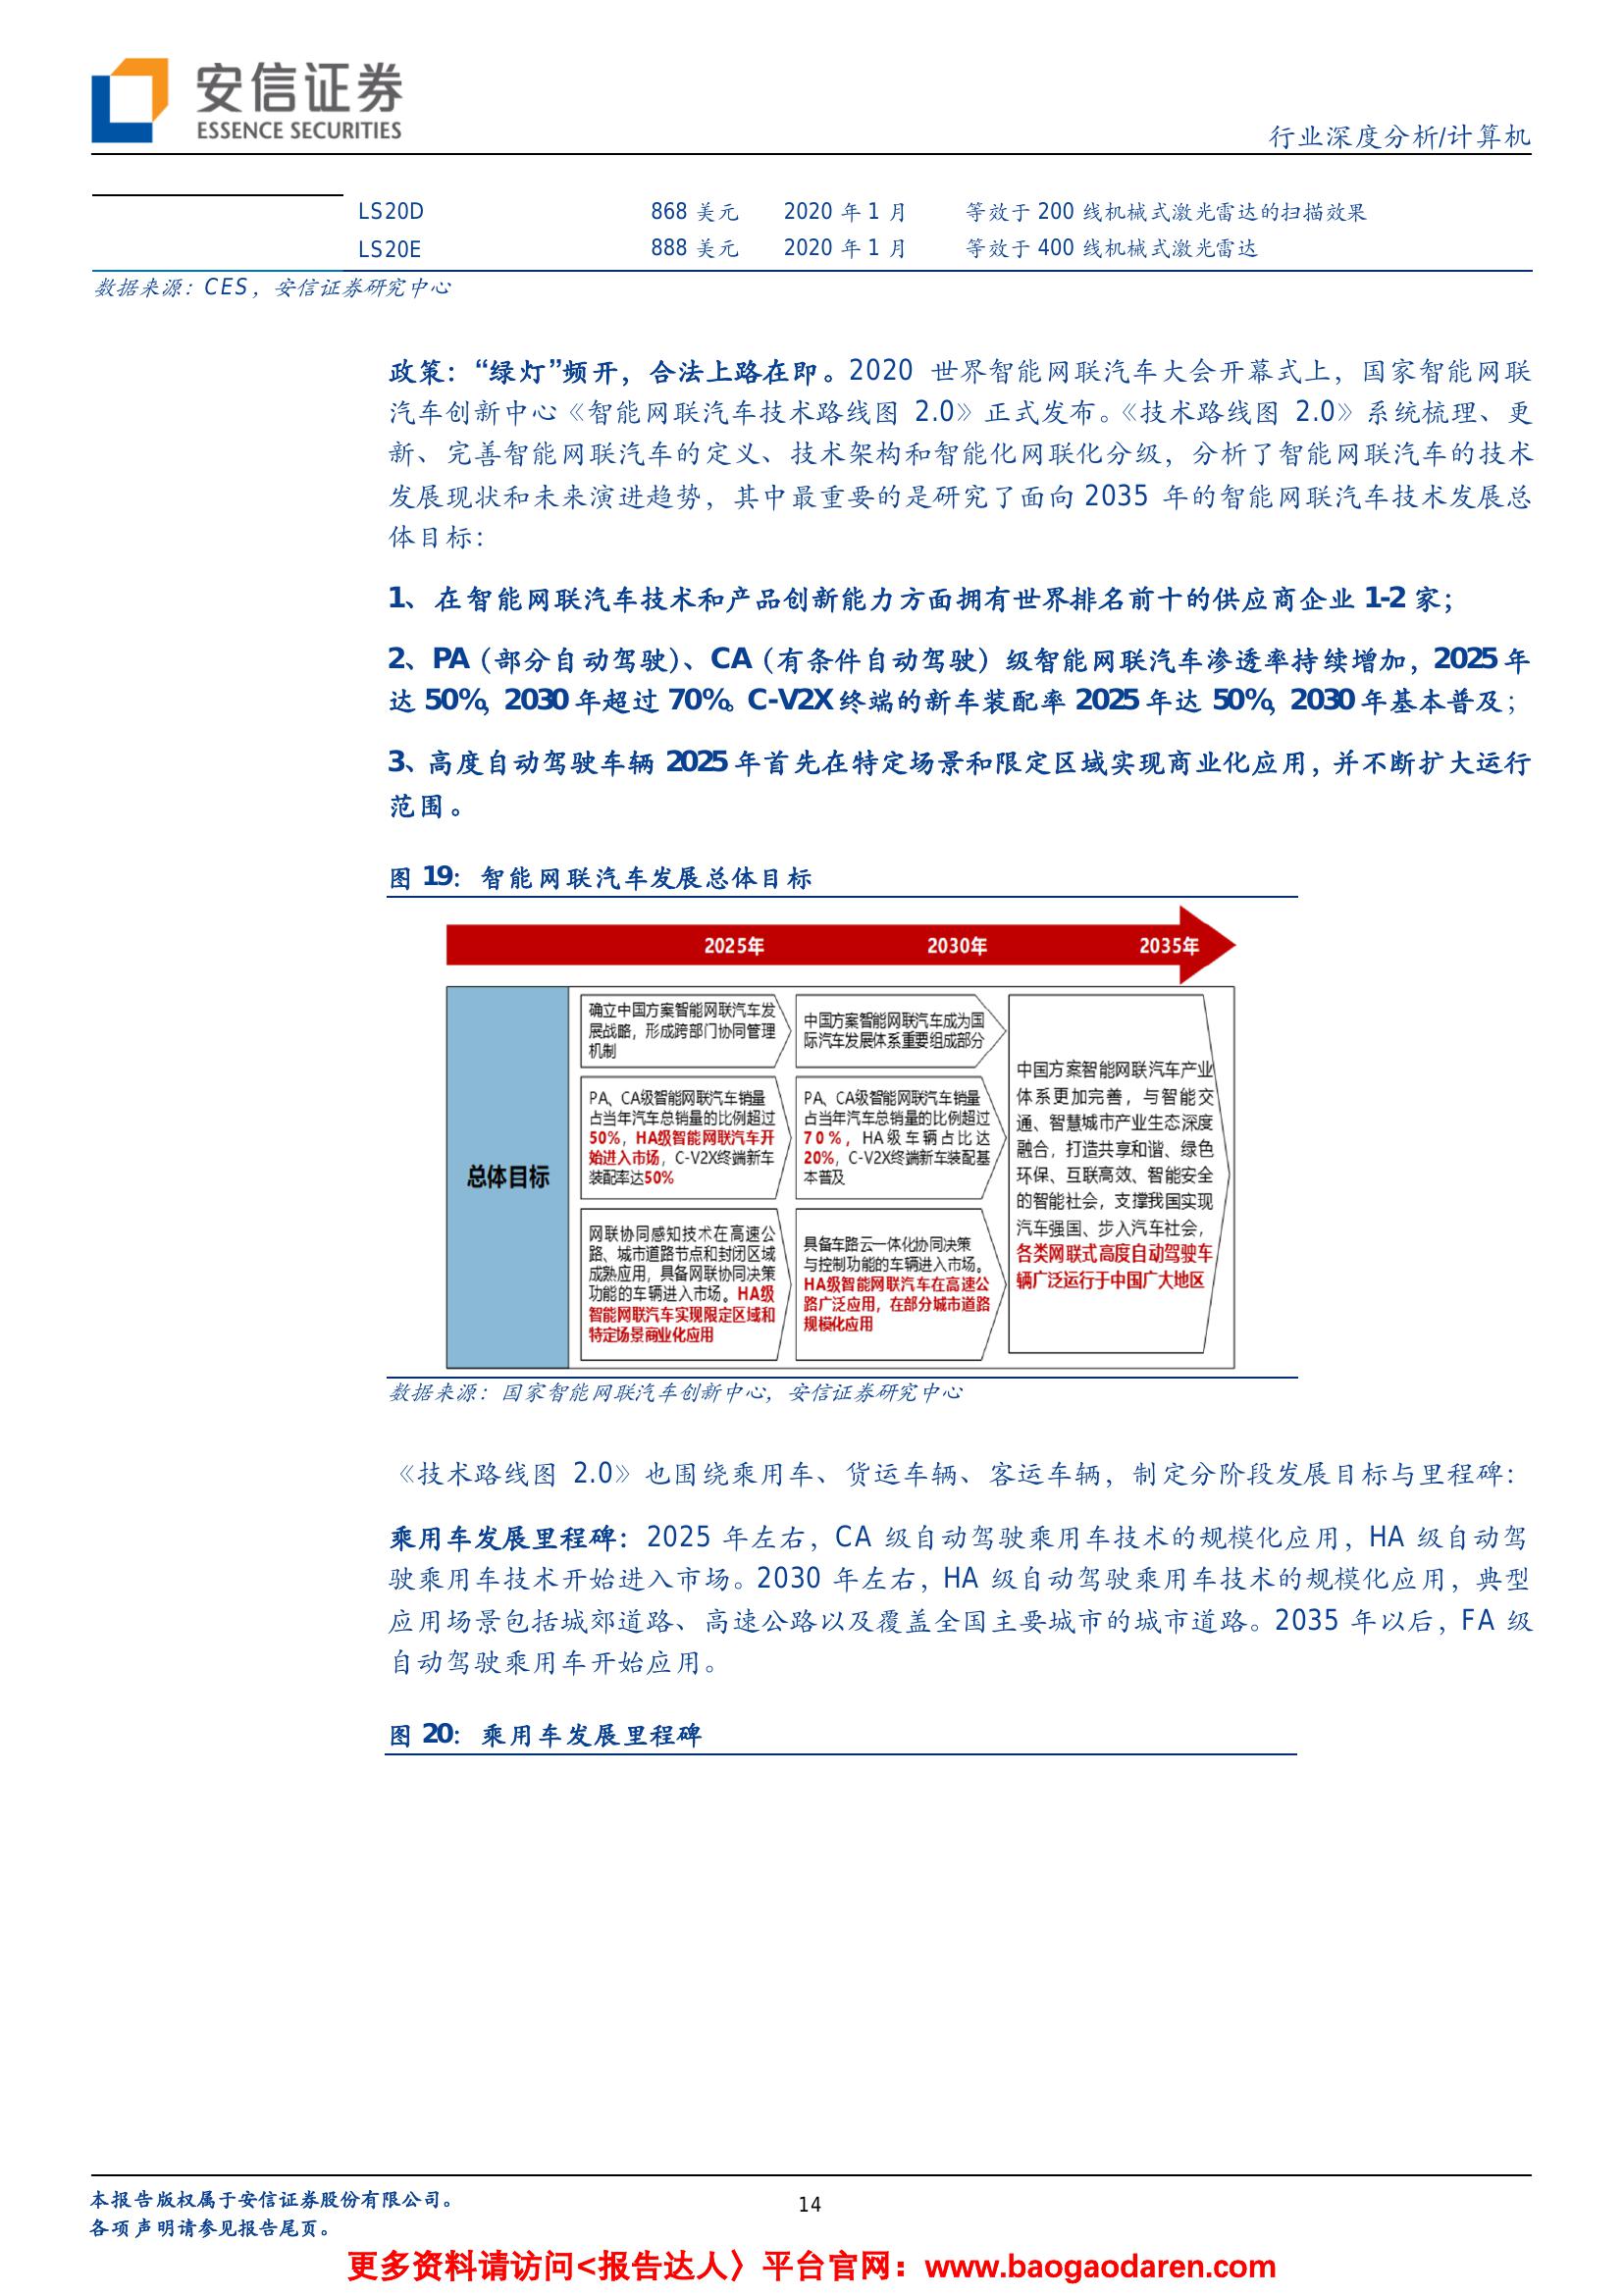 安信证券
ESSENCE SECURITIES
行业深度分析/计算机
LS20D 868 美元 2020 年 1 月 等效于 200 线机械式激光雷达的扫描效果
LS20E 888 美元 2020 年 1 月 等效于 400 线机械式激光雷达
数据来源：CES，安信证券研究中心
政策：“绿灯”频开，合法上路在即。2020 世界智能网联汽车大会开幕式上，国家智能网联
汽车创新中心《智能网联汽车技术路线图 2.0》正式发布。《技术路线图 2.0》系统梳理、更
新、完善智能网联汽车的定义、技术架构和智能化网联化分级，分析了智能网联汽车的技术
发展现状和未来演进趋势，其中最重要的是研究了面向 2035 年的智能网联汽车技术发展总
体目标：
1、在智能网联汽车技术和产品创新能力方面拥有世界排名前十的供应商企业 1-2 家；
2、PA（部分自动驾驶）、CA（有条件自动驾驶）级智能网联汽车渗透率持续增加，2025 年
达 50%，2030 年超过 70%。C-V2X 终端的新车装配率 2025 年达 50%，2030 年基本普及；
3、高度自动驾驶车辆 2025 年首先在特定场景和限定区域实现商业化应用，并不断扩大运行
范围。
图 19：智能网联汽车发展总体目标
2025年 2030年 2035年
总体目标
确立中国方案智能网联汽车发
展战略，形成跨部门协同管理
机制
PA、CA级智能网联汽车销量
占当年汽车总销量的比例超过
50%，HA级智能网联汽车开
始进入市场，C-V2X终端新车
装配率达50%
网联协同感知技术在高速公
路、城市道路节点和封闭区域
成熟应用，具备网联协同决策
功能的车辆进入市场。HA级
智能网联汽车实现限定区域和
特定场景商业化应用
中国方案智能网联汽车成为国
际汽车发展体系重要组成部分
PA、CA级智能网联汽车销量
占当年汽车总销量的比例超过
70%，HA级车辆占比达
20%，C-V2X终端新车装配基
本普及
具备车路云一体化协同决策
与控制功能的车辆进入市场。
HA级智能网联汽车在高速公
路广泛应用，在部分城市道路
规模化应用
中国方案智能网联汽车产业
体系更加完善，与智能交
通、智慧城市产业生态深度
融合，打造共享和谐、绿色
环保、互联高效、智能安全
的智能社会，支撑我国实现
汽车强国、步入汽车社会，
各类网联式高度自动驾驶车
辆广泛运行于中国广大地区
数据来源：国家智能网联汽车创新中心，安信证券研究中心
《技术路线图 2.0》也围绕乘用车、货运车辆、客运车辆，制定分阶段发展目标与里程碑：
乘用车发展里程碑：2025 年左右，CA 级自动驾驶乘用车技术的规模化应用，HA 级自动驾
驶乘用车技术开始进入市场。2030 年左右，HA 级自动驾驶乘用车技术的规模化应用，典型
应用场景包括城郊道路、高速公路以及覆盖全国主要城市的城市道路。2035 年以后，FA 级
自动驾驶乘用车开始应用。
图 20：乘用车发展里程碑
本报告版权属于安信证券股份有限公司。
各项声明请参见报告尾页。
14
更多资料请访问<报告达人〉平台官网：www.baogaodaren.com